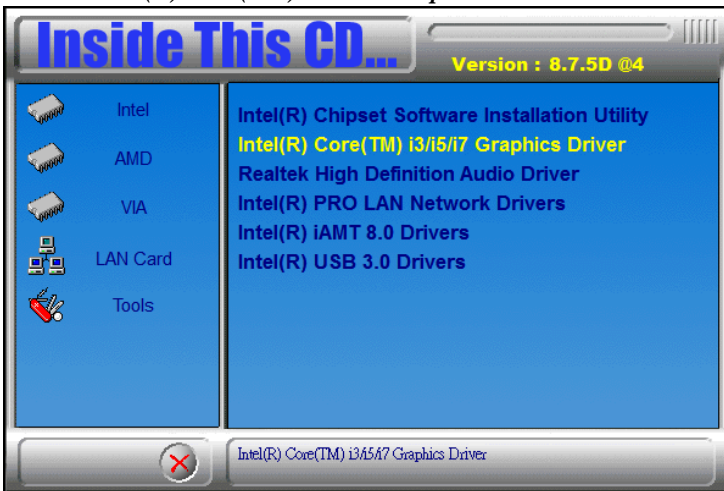 Inside This CD...
Version : 8.7.5D @4
Intel
AMD
VIA
LAN Card
Tools
Intel(R) Chipset Software Installation Utility
Intel(R) Core(TM) i3/i5/i7 Graphics Driver
Realtek High Definition Audio Driver
Intel(R) PRO LAN Network Drivers
Intel(R) iAMT 8.0 Drivers
Intel(R) USB 3.0 Drivers
Intel(R) Core(TM) i3/i5/i7 Graphics Driver